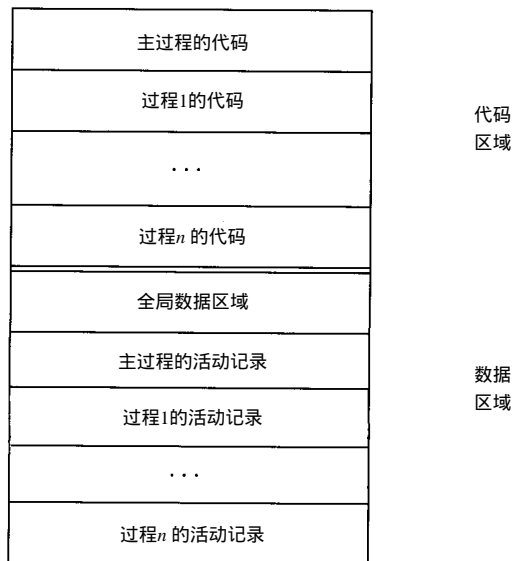 主过程的代码
过程1的代码
···
过程n 的代码
代码
区域
全局数据区域
主过程的活动记录
过程1的活动记录
···
过程n 的活动记录
数据
区域